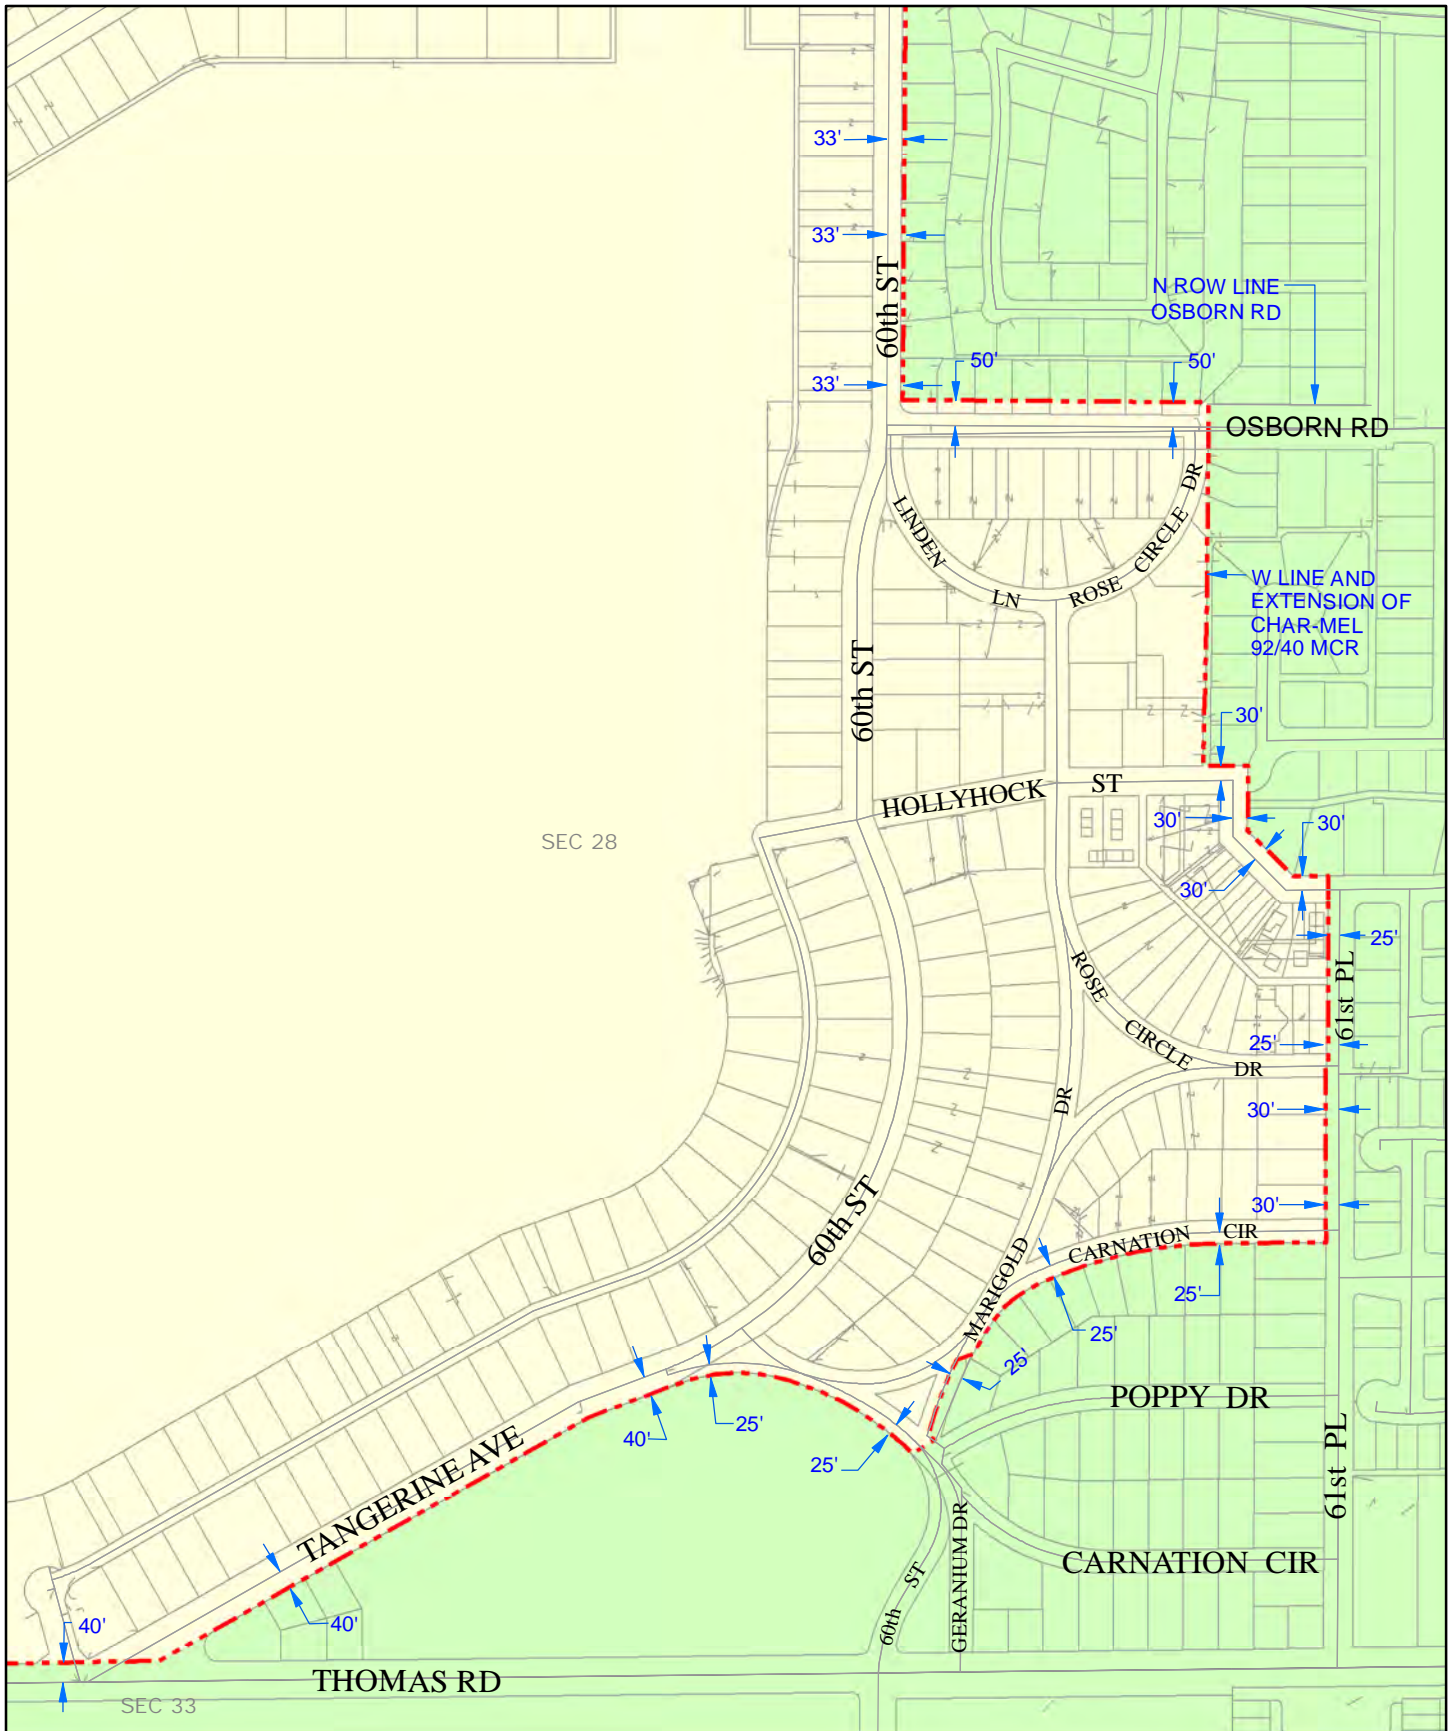 33'
33'
60th ST
N ROW LINE
OSBORN RD
33'
50'
50'
OSBORN RD
LINDEN
LN
ROSE
CIRCLE
DR
W LINE AND
EXTENSION OF
CHAR-MEL
92/40 MCR
60th ST
30'
HOLLYHOCK
ST
30'
30'
SEC 28
30'
25'
61st PL
ROSE
CIRCLE
DR
25'
DR
30'
60th ST
30'
MARIGOLD
CARNATION
CIR
25'
25'
25'
POPPY DR
25'
40'
25'
TANGERINE AVE
61st PL
CARNATION CIR
60th
ST
GERANIUM DR
40'
40'
THOMAS RD
SEC 33